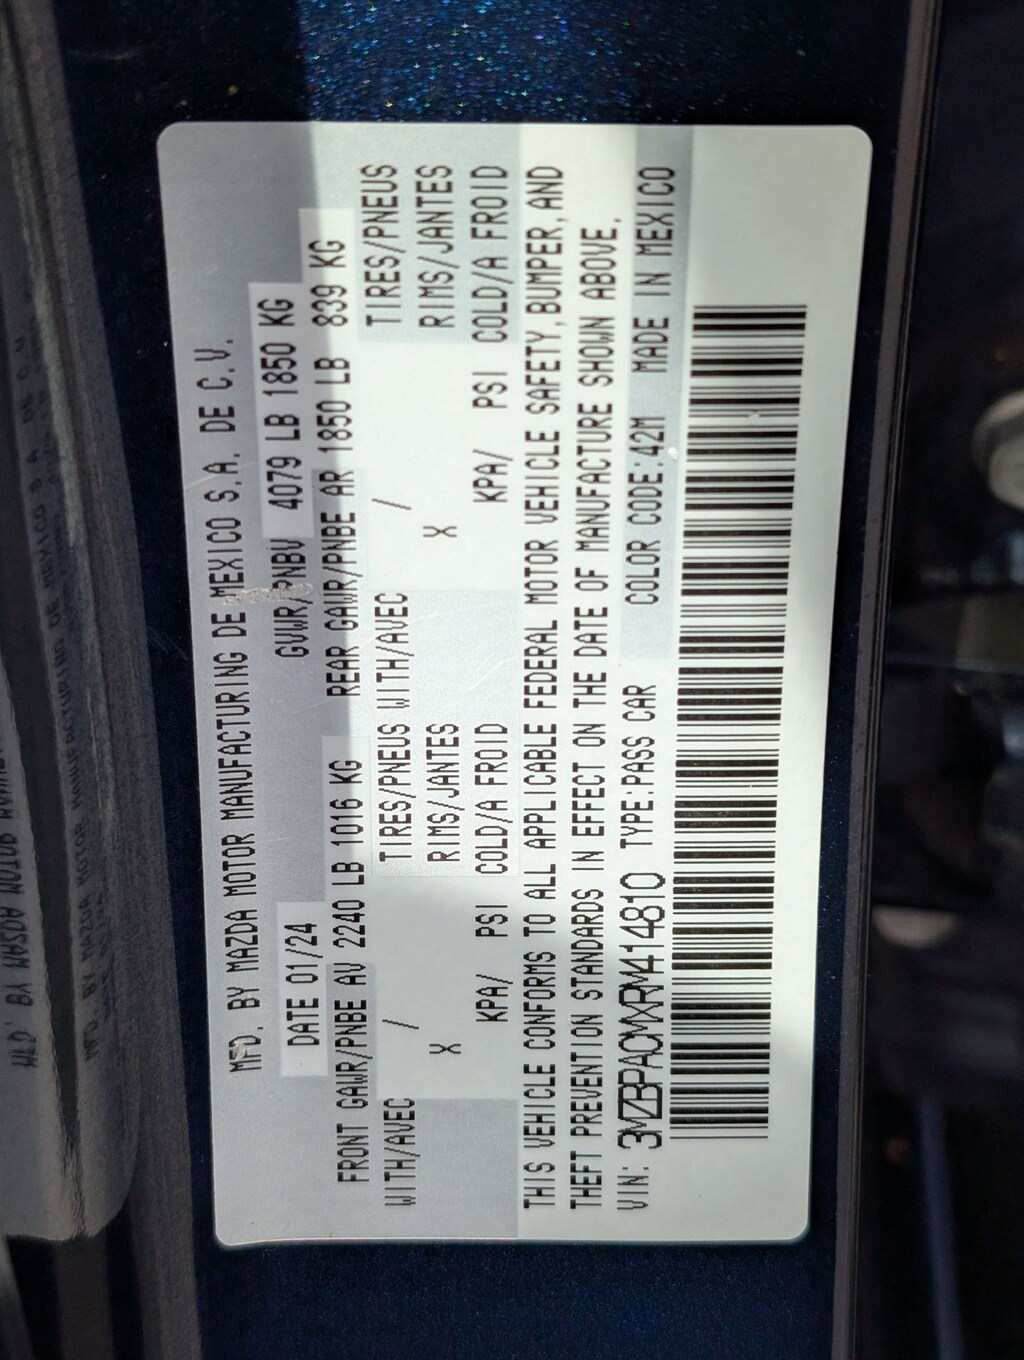 MFD. BY MAZDA MOTOR MANUFACTURING DE MEXICO S.A. DE C.V.
DATE 01/24 GVWR/PNBV 4079 LB 1850 KG
FRONT GAWR/PNBE AV 2240 LB 1016 KG REAR GAWR/PNBE AR 1850 LB 839 KG
WITH/AVEC / TIRES/PNEUS WITH/AVEC / TIRES/PNEUS
X RIMS/JANTES X RIMS/JANTES
KPA/ PSI COLD/A FROID KPA/ PSI COLD/A FROID
THIS VEHICLE CONFORMS TO ALL APPLICABLE FEDERAL MOTOR VEHICLE SAFETY, BUMPER, AND
THEFT PREVENTION STANDARDS IN EFFECT ON THE DATE OF MANUFACTURE SHOWN ABOVE.
VIN: 3MZBPACMXRM414810 TYPE:PASS CAR COLOR CODE:42M MADE IN MEXICO